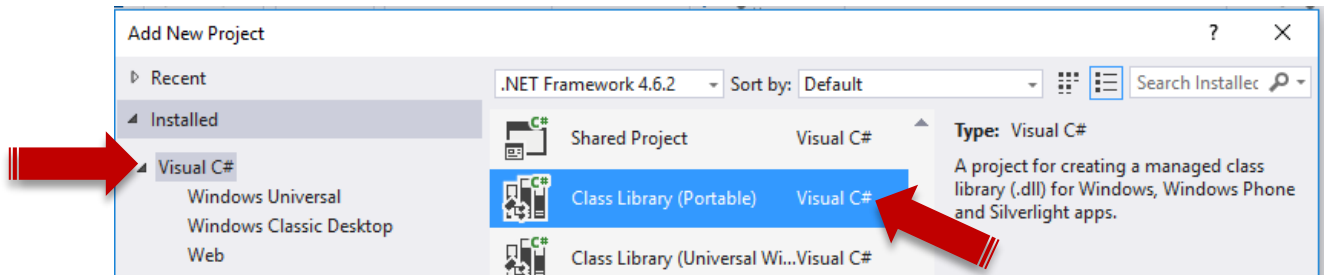 Add New Project ?
Recent
.NET Framework 4.6.2 Sort by: Default
Search Installec
Installed
Visual C#
Windows Universal
Windows Classic Desktop
Web
C# Shared Project Visual C#
C# Class Library (Portable) Visual C#
C# Class Library (Universal Wi...Visual C#
Type: Visual C#
A project for creating a managed class
library (.dll) for Windows, Windows Phone
and Silverlight apps.